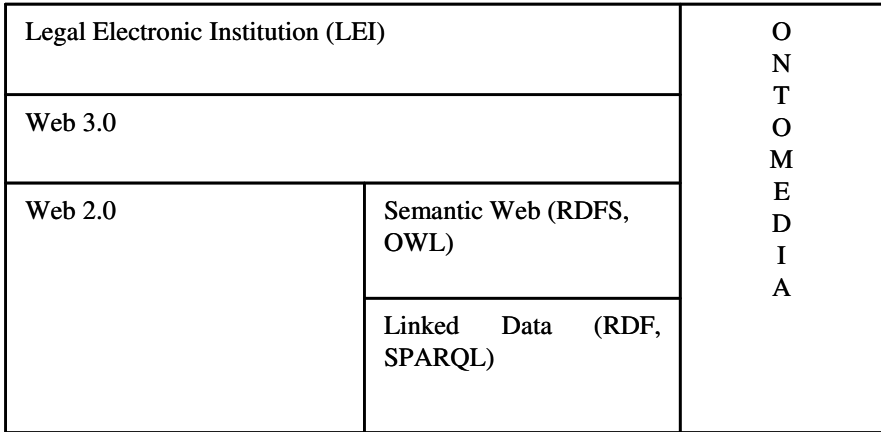 Legal Electronic Institution (LEI)
Web 3.0
Web 2.0
Semantic Web (RDFS,
OWL)
Linked Data (RDF,
SPARQL)
O
N
T
O
M
E
D
I
A